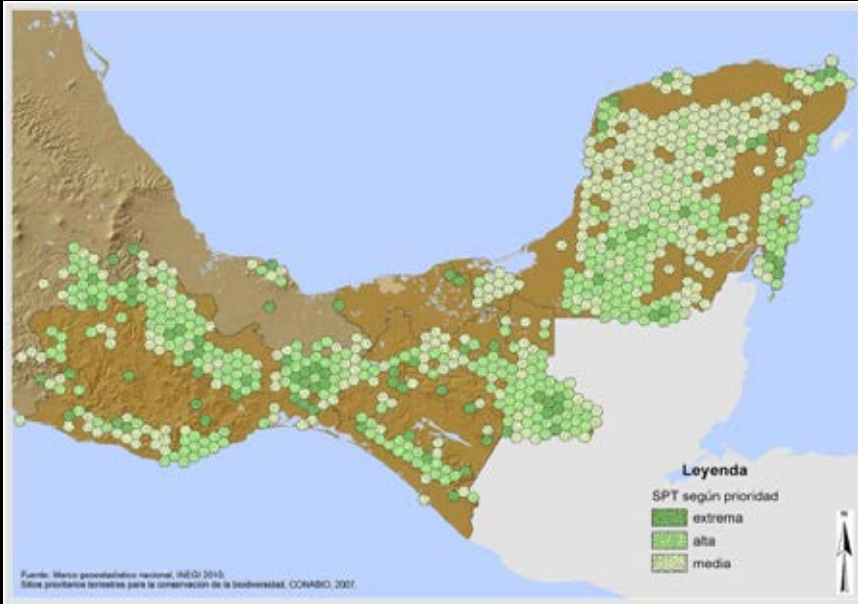 Leyenda
SPT según prioridad
extrema
alta
media
N
Fuente: Marco geoestadístico nacional, INEGI 2010.
Sitios prioritarios terrestres para la conservación de la biodiversidad, CONABIO, 2007.